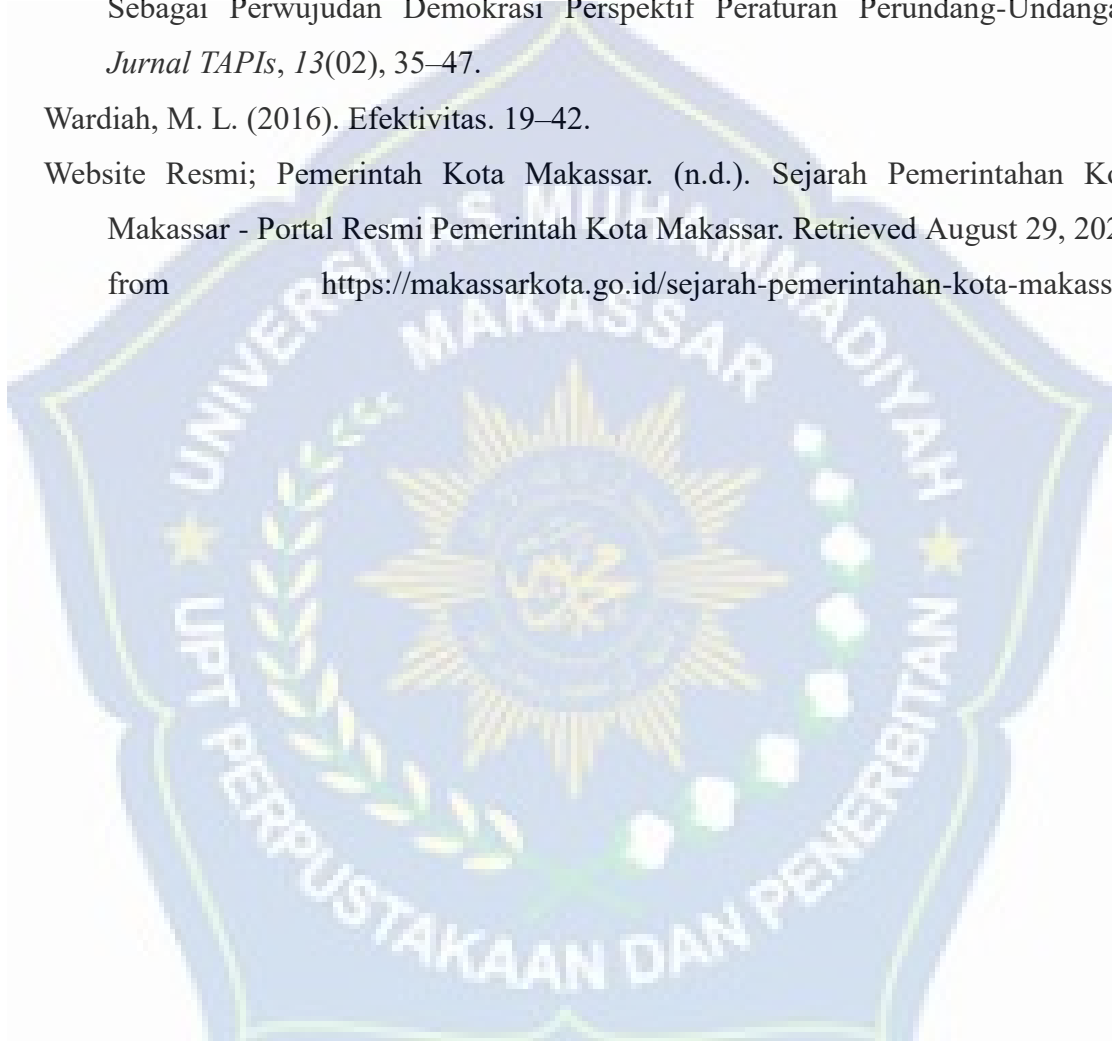 Sebagai Perwujudan Demokrasi Perspektif Peraturan Perundang-Undanga
Jurnal TAPIs, 13(02), 35–47.
Wardiah, M. L. (2016). Efektivitas. 19–42.
Website Resmi; Pemerintah Kota Makassar. (n.d.). Sejarah Pemerintahan Ko
Makassar - Portal Resmi Pemerintah Kota Makassar. Retrieved August 29, 202
from https://makassarkota.go.id/sejarah-pemerintahan-kota-makass
UNIVERSITAS MUHAMMADIYAH
MAKASSAR
UPT PERPUSTAKAAN DAN PENERBITAN